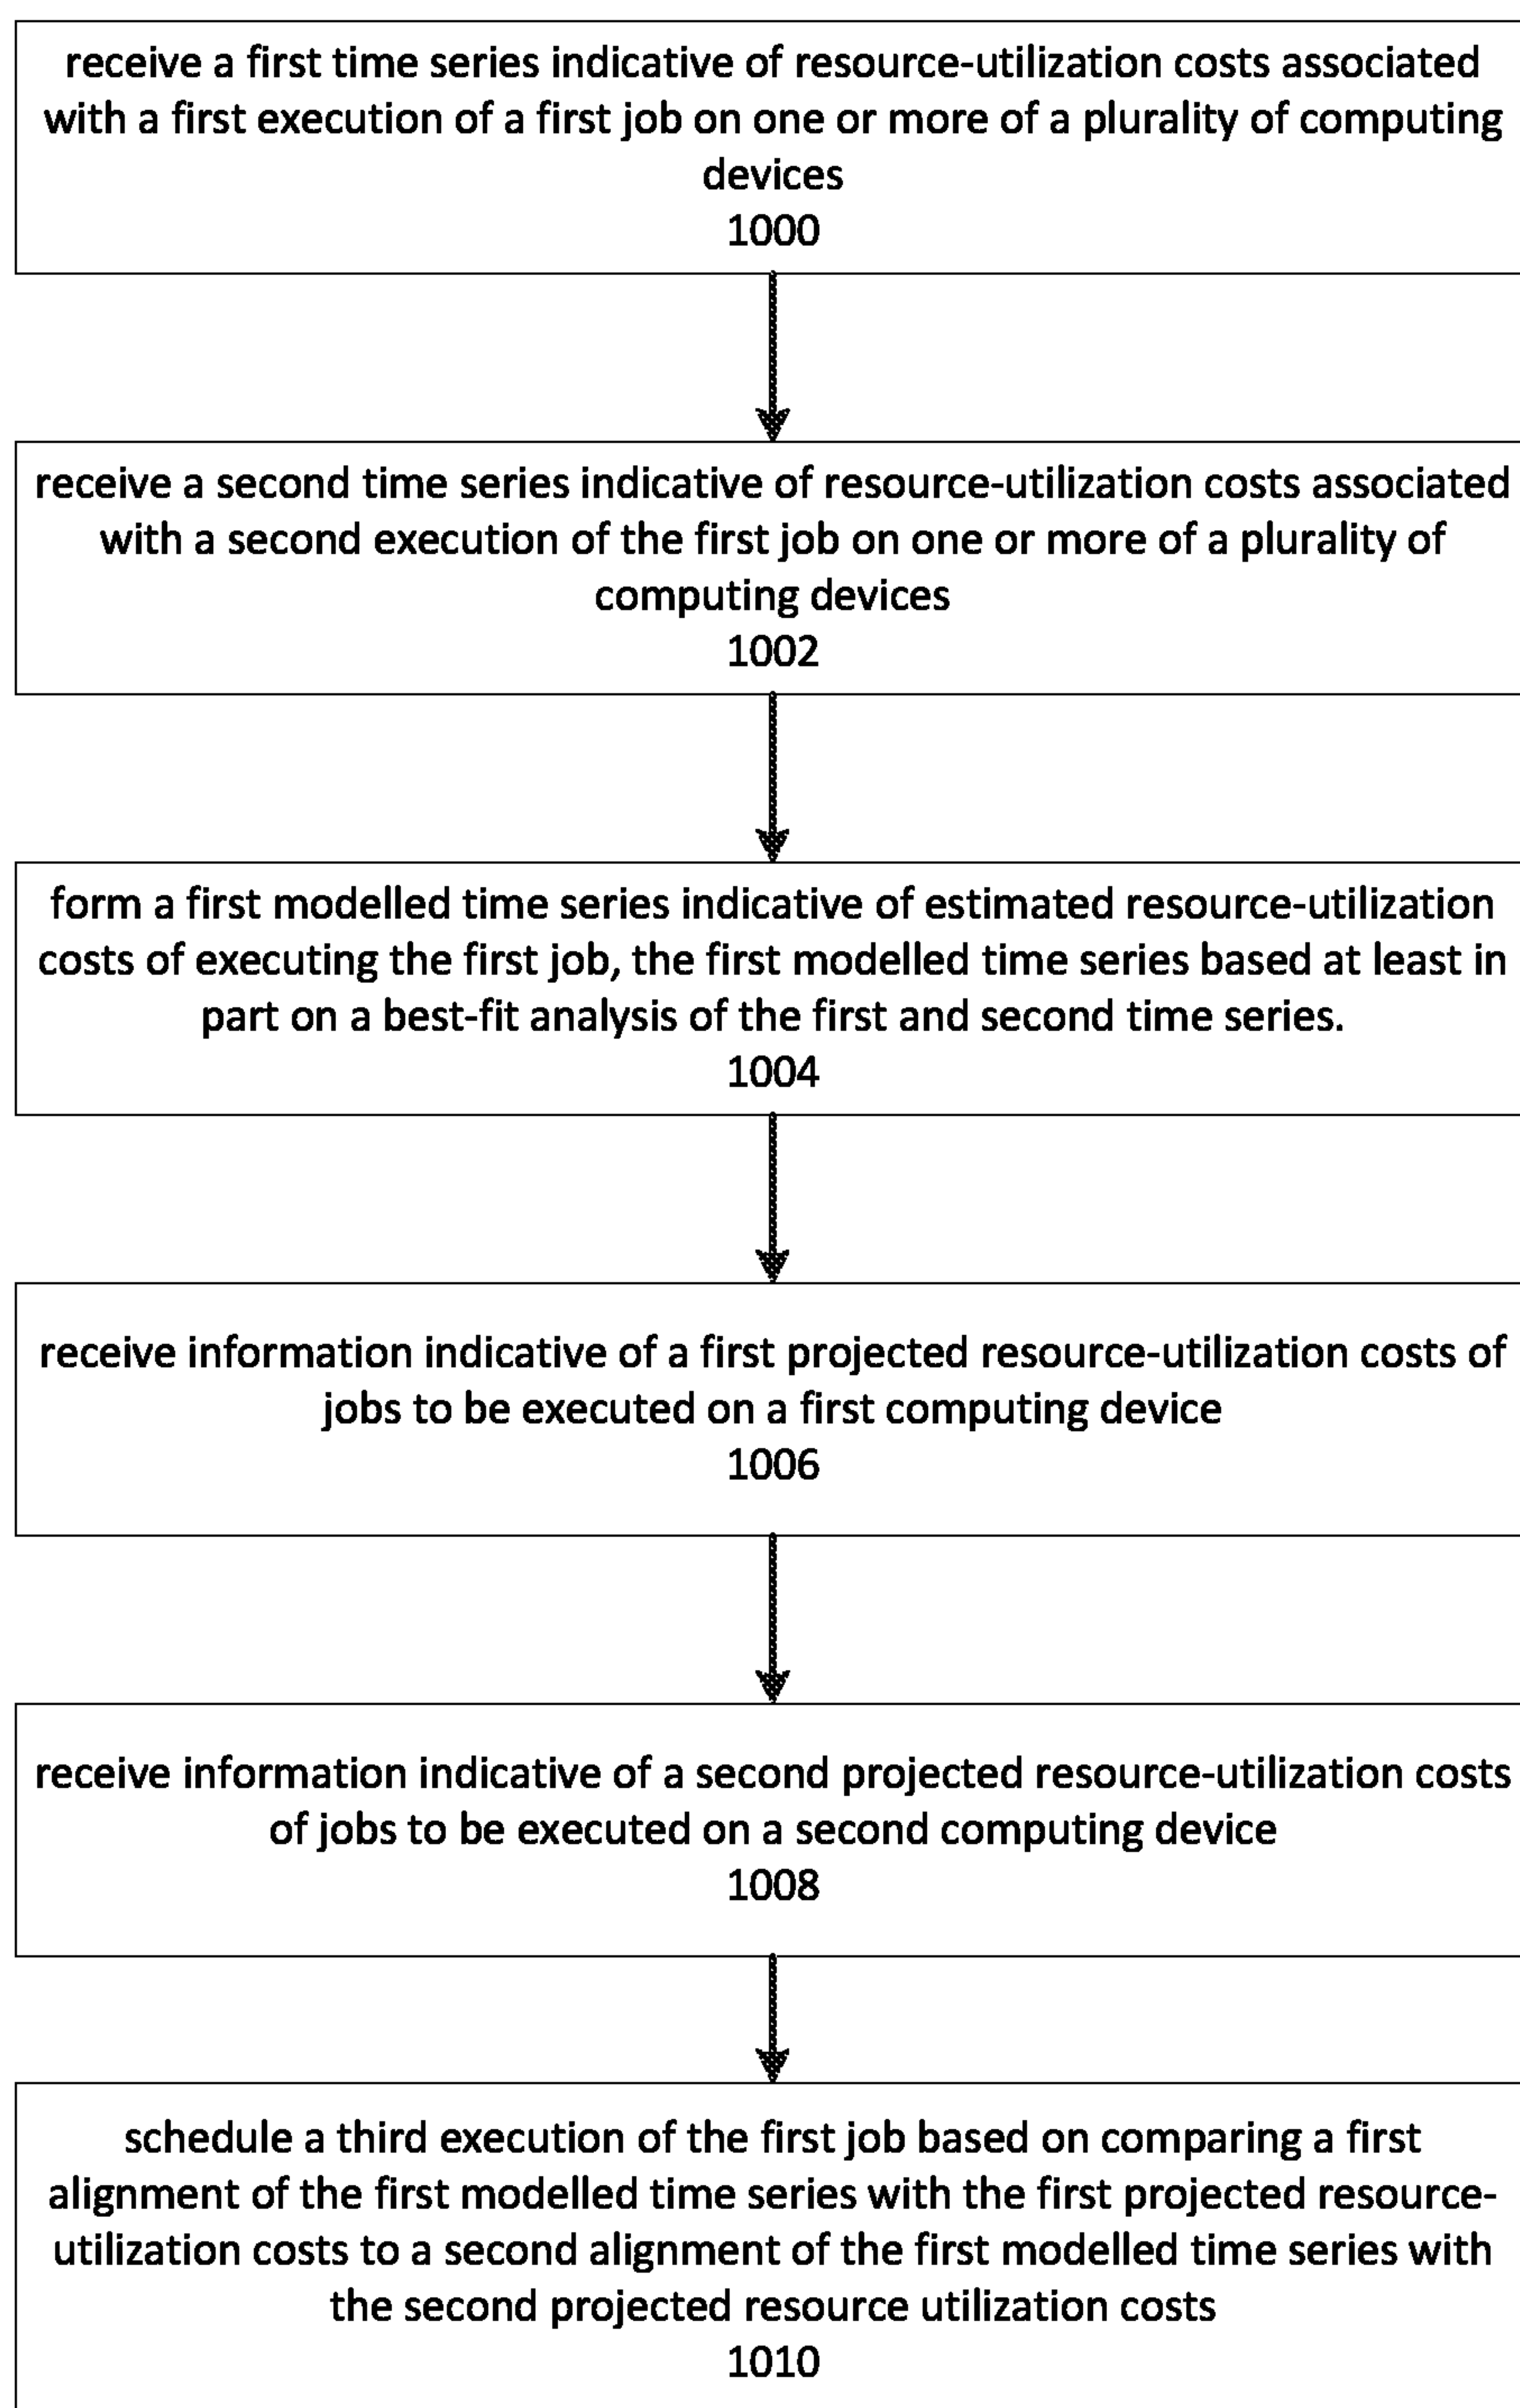 receive a first time series indicative of resource-utilization costs associated
with a first execution of a first job on one or more of a plurality of computing
devices
1000
receive a second time series indicative of resource-utilization costs associated
with a second execution of the first job on one or more of a plurality of
computing devices
1002
form a first modelled time series indicative of estimated resource-utilization
costs of executing the first job, the first modelled time series based at least in
part on a best-fit analysis of the first and second time series.
1004
receive information indicative of a first projected resource-utilization costs of
jobs to be executed on a first computing device
1006
receive information indicative of a second projected resource-utilization costs
of jobs to be executed on a second computing device
1008
schedule a third execution of the first job based on comparing a first
alignment of the first modelled time series with the first projected resource-
utilization costs to a second alignment of the first modelled time series with
the second projected resource utilization costs
1010